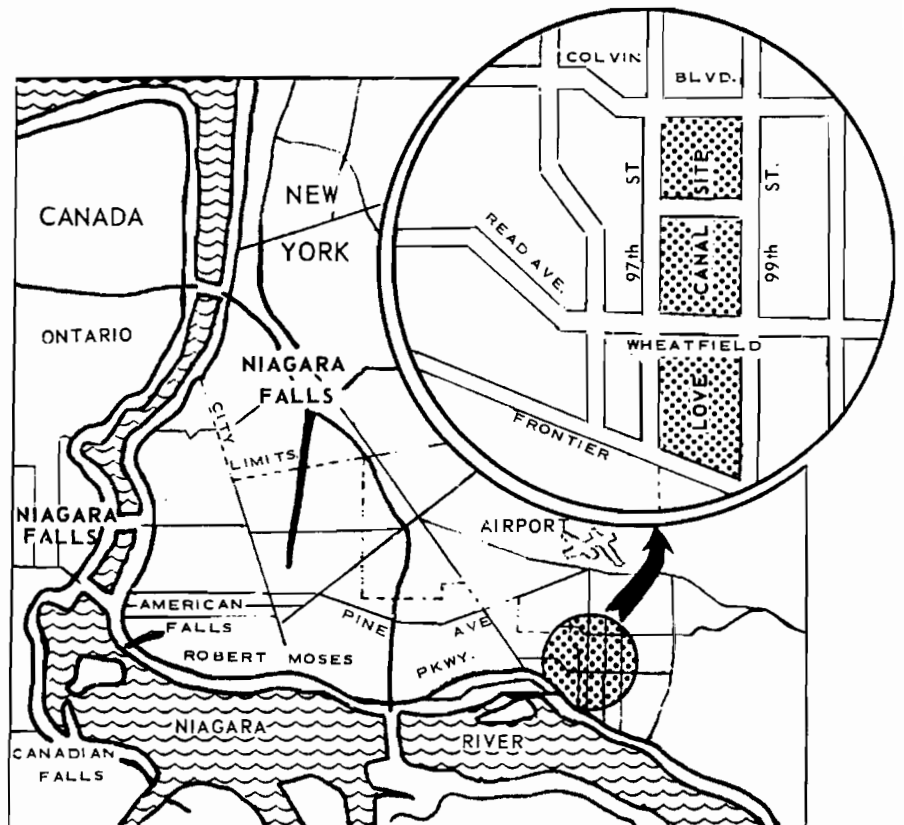 COLVIN
BLVD.
97th ST
99th ST.
SITE
CANAL
LOVE
READ AVE.
WHEATFIELD
FRONTIER
CANADA
NEW
YORK
ONTARIO
NIAGARA
FALLS
CITY
LIMITS
NIAGARA
FALLS
AIRPORT
AMERICAN
FALLS
PINE
AVE
ROBERT MOSES
PKWY.
NIAGARA
RIVER
CANADIAN
FALLS